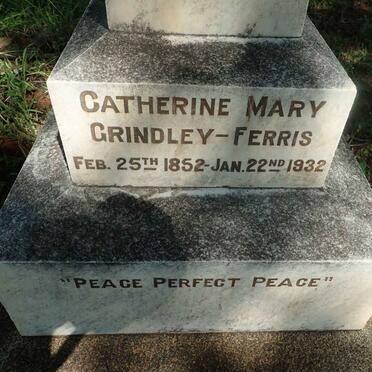 CATHERINE MARY
GRINDLEY-FERRIS
FEB. 25TH 1852-JAN. 22ND 1932
"PEACE PERFECT PEACE"